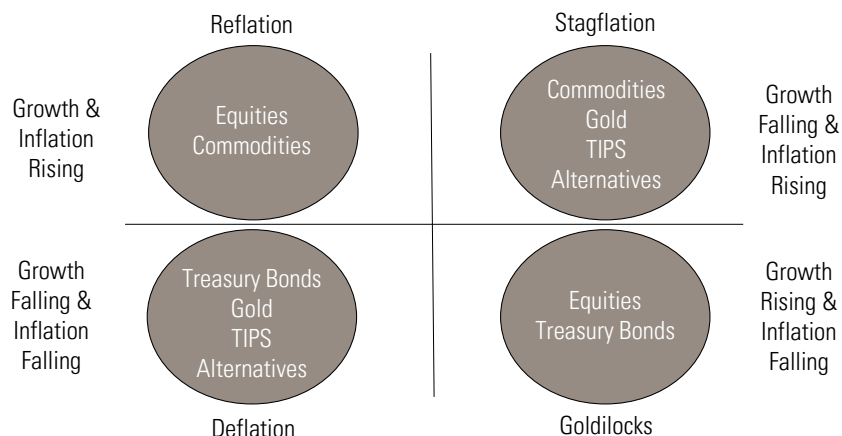 Reflation
Stagflation
Growth &
Inflation
Rising
Equities
Commodities
Commodities
Gold
TIPS
Alternatives
Growth
Falling &
Inflation
Rising
Growth
Falling &
Inflation
Falling
Treasury Bonds
Gold
TIPS
Alternatives
Equities
Treasury Bonds
Growth
Rising &
Inflation
Falling
Deflation
Goldilocks